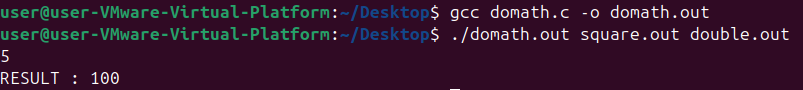 user@user-VMware-Virtual-Platform:~/Desktop$ gcc domath.c -o domath.out
user@user-VMware-Virtual-Platform:~/Desktop$ ./domath.out square.out double.out
5
RESULT : 100